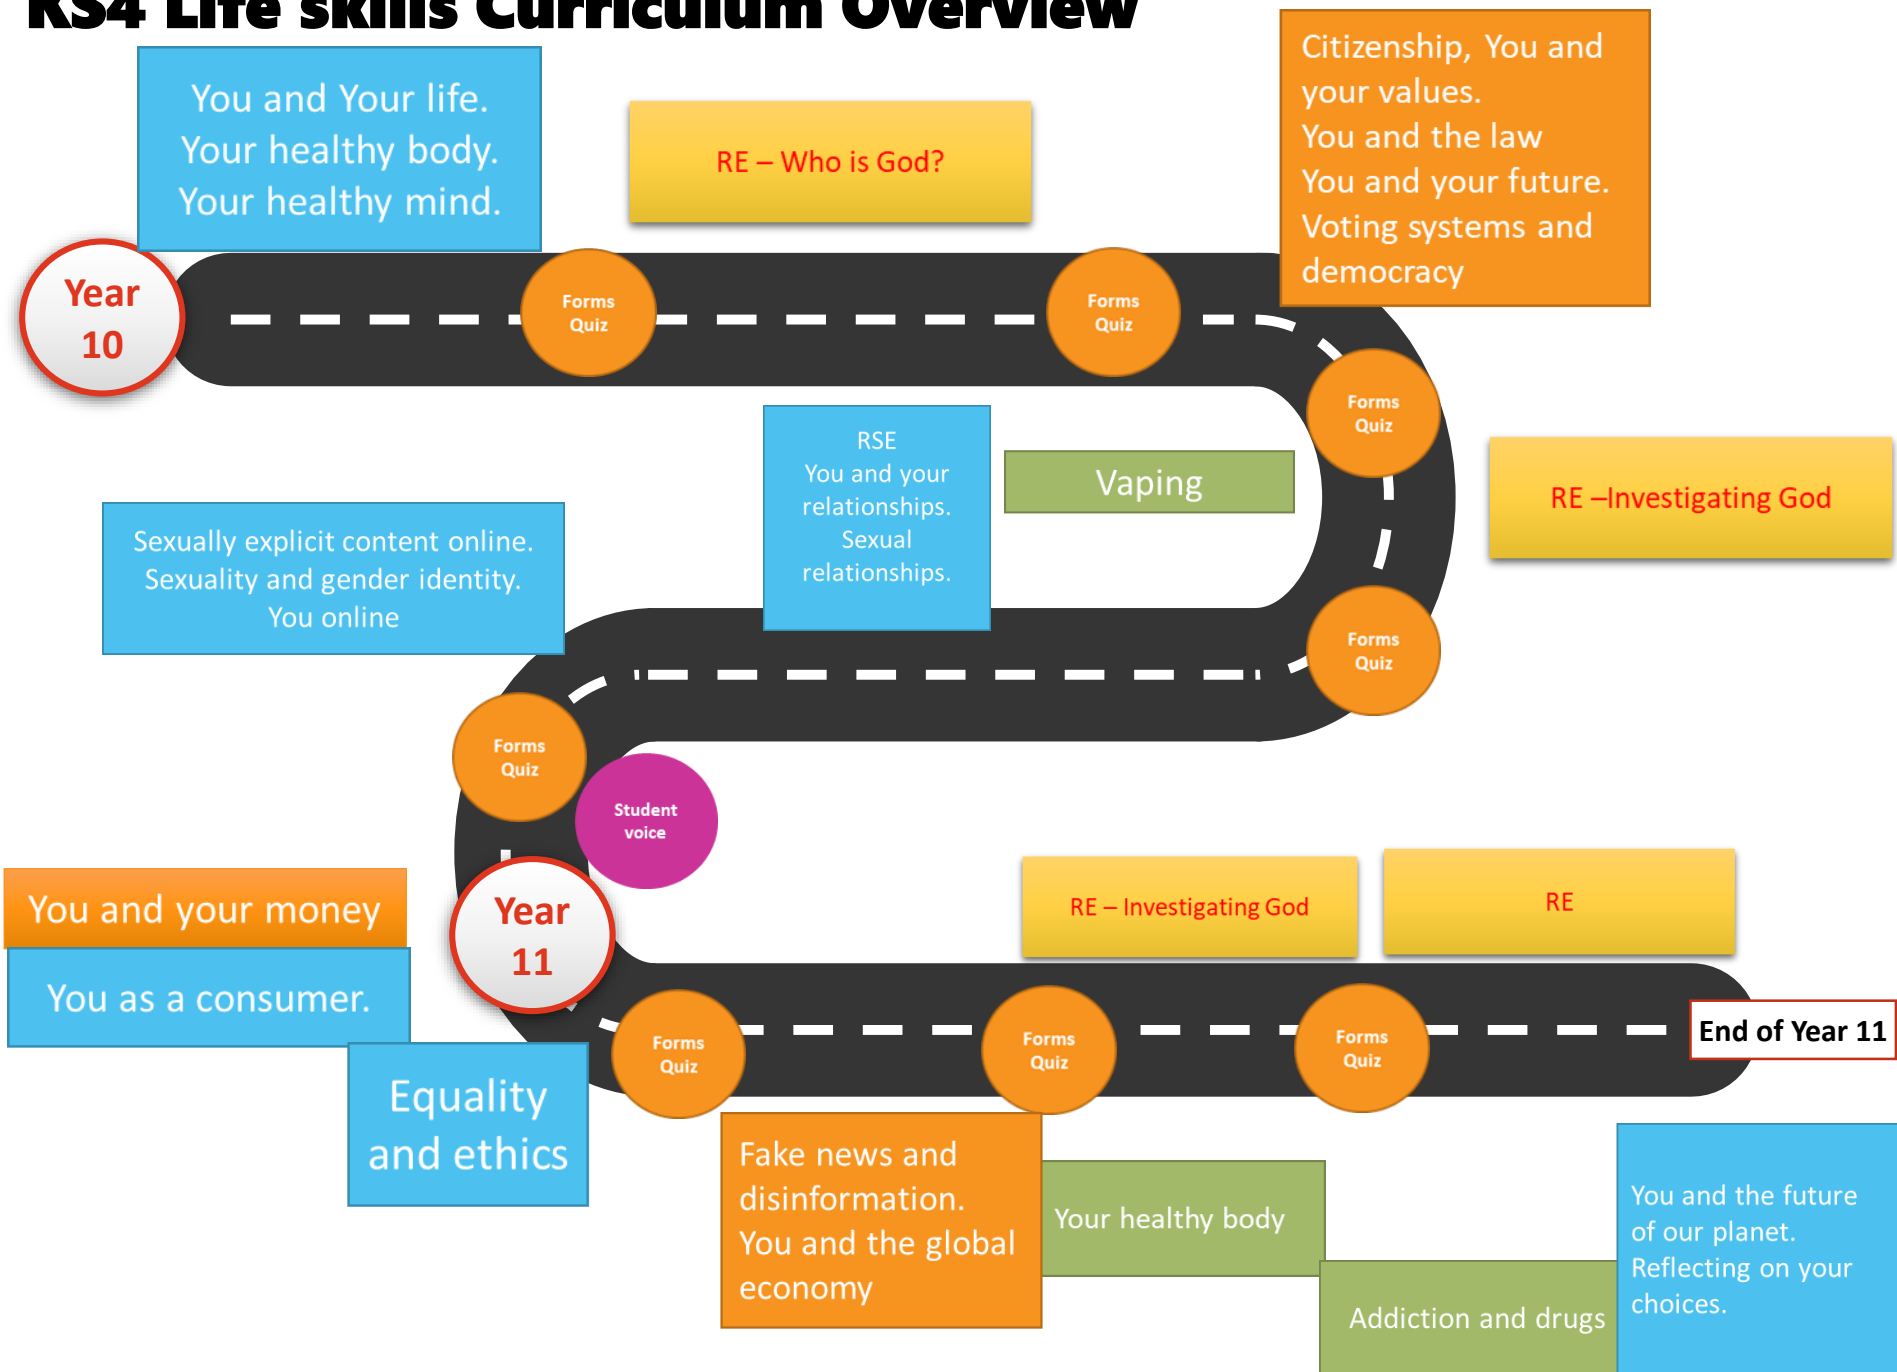 KS4 Life skills Curriculum Overview
You and Your life.
Your healthy body.
Your healthy mind.
RE – Who is God?
Citizenship, You and
your values.
You and the law
You and your future.
Voting systems and
democracy
Year
10
Forms
Quiz
Forms
Quiz
Forms
Quiz
RSE
You and your
relationships.
Sexual
relationships.
Vaping
RE –Investigating God
Sexually explicit content online.
Sexuality and gender identity.
You online
Forms
Quiz
Forms
Quiz
Student
voice
You and your money
You as a consumer.
Year
11
RE – Investigating God
RE
Equality
and ethics
Forms
Quiz
Forms
Quiz
Forms
Quiz
End of Year 11
Fake news and
disinformation.
You and the global
economy
Your healthy body
Addiction and drugs
You and the future
of our planet.
Reflecting on your
choices.